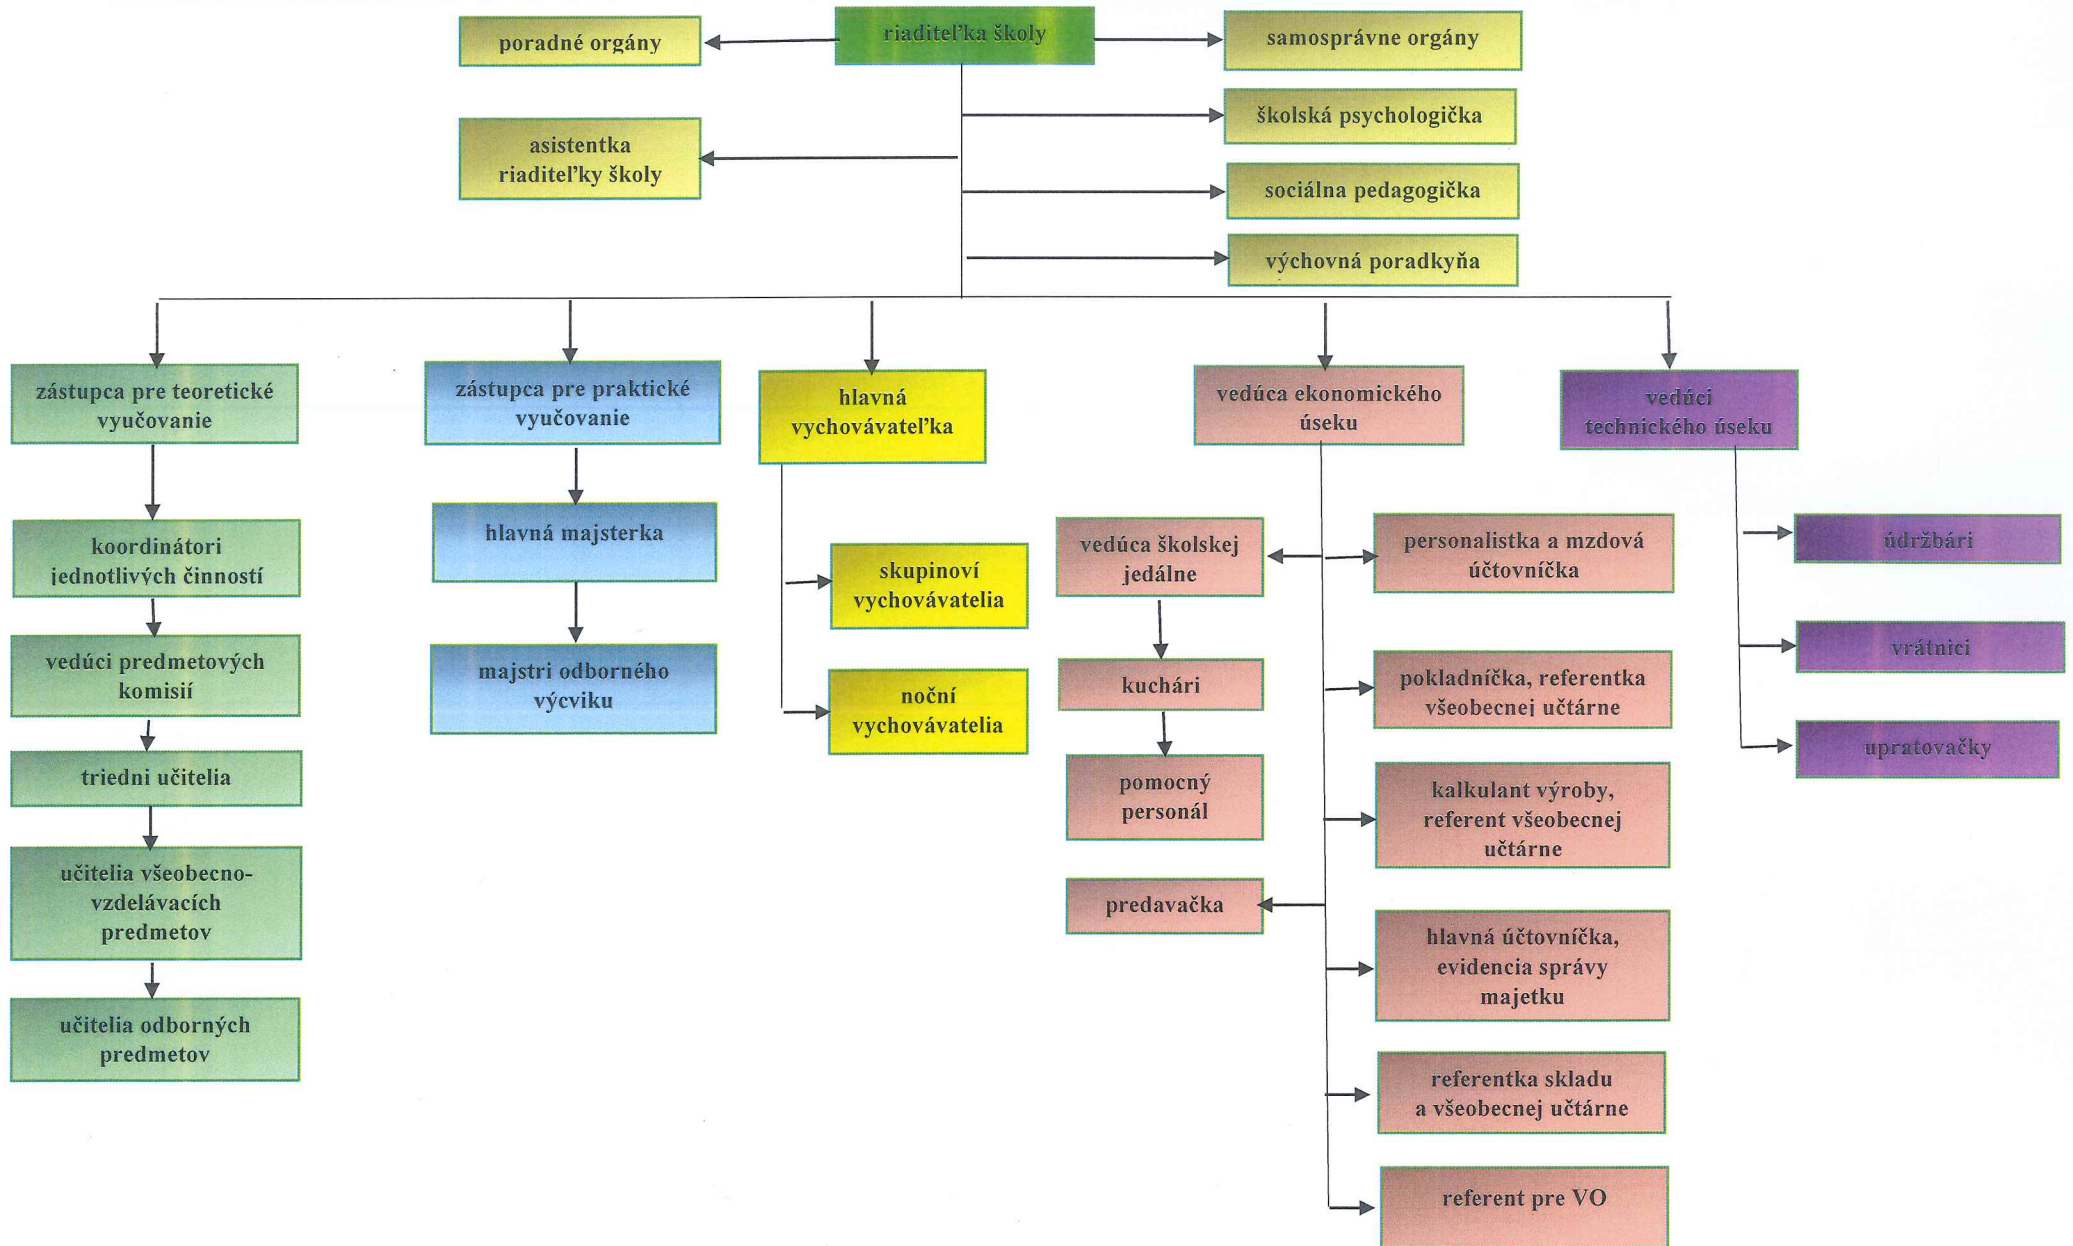 riaditeľka školy
poradné orgány
samosprávne orgány
školská psychologička
asistentka
riaditeľky školy
sociálna pedagogička
výchovná poradkyňa
zástupca pre teoretické
vyučovanie
koordinátori
jednotlivých činností
vedúci predmetových
komisií
triedni učitelia
učitelia všeobecno-
vzdelávacích
predmetov
učitelia odborných
predmetov
zástupca pre praktické
vyučovanie
hlavná majsterka
majstri odborného
výcviku
hlavná
vychovávateľka
skupinoví
vychovávatelia
noční
vychovávatelia
vedúca ekonomického
úseku
vedúca školskej
jedálne
kuchári
pomocný
personál
predavačka
personalistka a mzdová
účtovníčka
pokladníčka, referentka
všeobecnej učtárne
kalkulant výroby,
referent všeobecnej
učtárne
hlavná účtovníčka,
evidencia správy
majetku
referentka skladu
a všeobecnej učtárne
referent pre VO
vedúci
technického úseku
údržbári
vrátnici
upratovačky